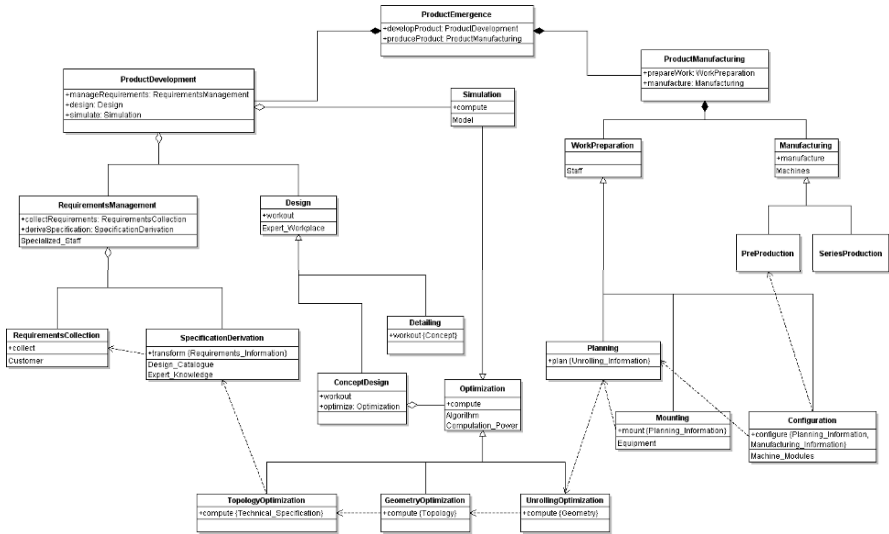 ProductEmergence
+developProduct: ProductDevelopment
+produceProduct: ProductManufacturing
ProductDevelopment
+manageRequirements: RequirementsManagement
+design: Design
+simulate: Simulation
Simulation
+compute
Model
ProductManufacturing
+prepareWork: WorkPreparation
+manufacture: Manufacturing
WorkPreparation
Staff
Manufacturing
+manufacture
Machines
RequirementsManagement
+collectRequirements: RequirementsCollection
+deriveSpecification: SpecificationDerivation
Specialized_Staff
Design
+workout
Expert_Workplace
PreProduction
SeriesProduction
RequirementsCollection
+collect
Customer
SpecificationDerivation
+transform {Requirements_Information}
Design_Catalogue
Expert_Knowledge
Detailing
+workout {Concept}
Planning
+plan {Unrolling_Information}
ConceptDesign
+workout
+optimize: Optimization
Optimization
+compute
Algorithm
Computation_Power
Mounting
+mount {Planning_Information}
Equipment
Configuration
+configure {Planning_Information,
Manufacturing_Information}
Machine_Modules
TopologyOptimization
+compute {Technical_Specification}
GeometryOptimization
+compute {Topology}
UnrollingOptimization
+compute {Geometry}